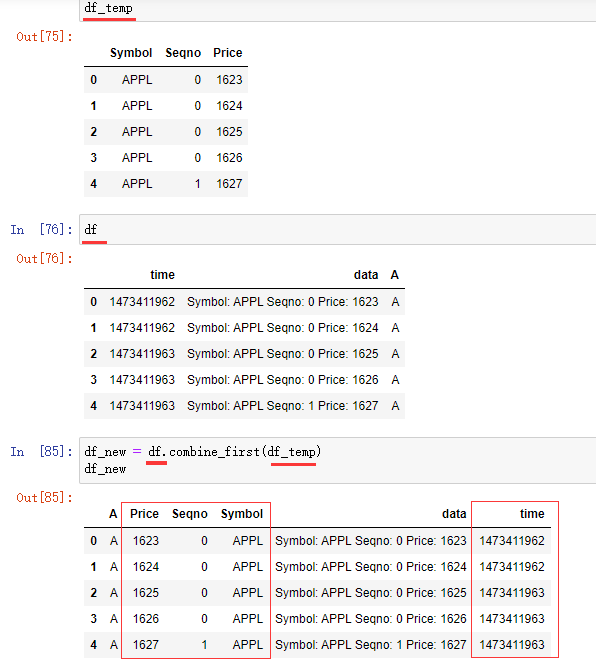 df_temp
Out[75]:
Symbol Seqno Price
0 APPL 0 1623
1 APPL 0 1624
2 APPL 0 1625
3 APPL 0 1626
4 APPL 1 1627
In [76]: df
Out[76]:
time data A
0 1473411962 Symbol: APPL Seqno: 0 Price: 1623 A
1 1473411962 Symbol: APPL Seqno: 0 Price: 1624 A
2 1473411963 Symbol: APPL Seqno: 0 Price: 1625 A
3 1473411963 Symbol: APPL Seqno: 0 Price: 1626 A
4 1473411963 Symbol: APPL Seqno: 1 Price: 1627 A
In [85]: df_new = df.combine_first(df_temp)
df_new
Out[85]:
A Price Seqno Symbol data time
0 A 1623 0 APPL Symbol: APPL Seqno: 0 Price: 1623 1473411962
1 A 1624 0 APPL Symbol: APPL Seqno: 0 Price: 1624 1473411962
2 A 1625 0 APPL Symbol: APPL Seqno: 0 Price: 1625 1473411963
3 A 1626 0 APPL Symbol: APPL Seqno: 0 Price: 1626 1473411963
4 A 1627 1 APPL Symbol: APPL Seqno: 1 Price: 1627 1473411963